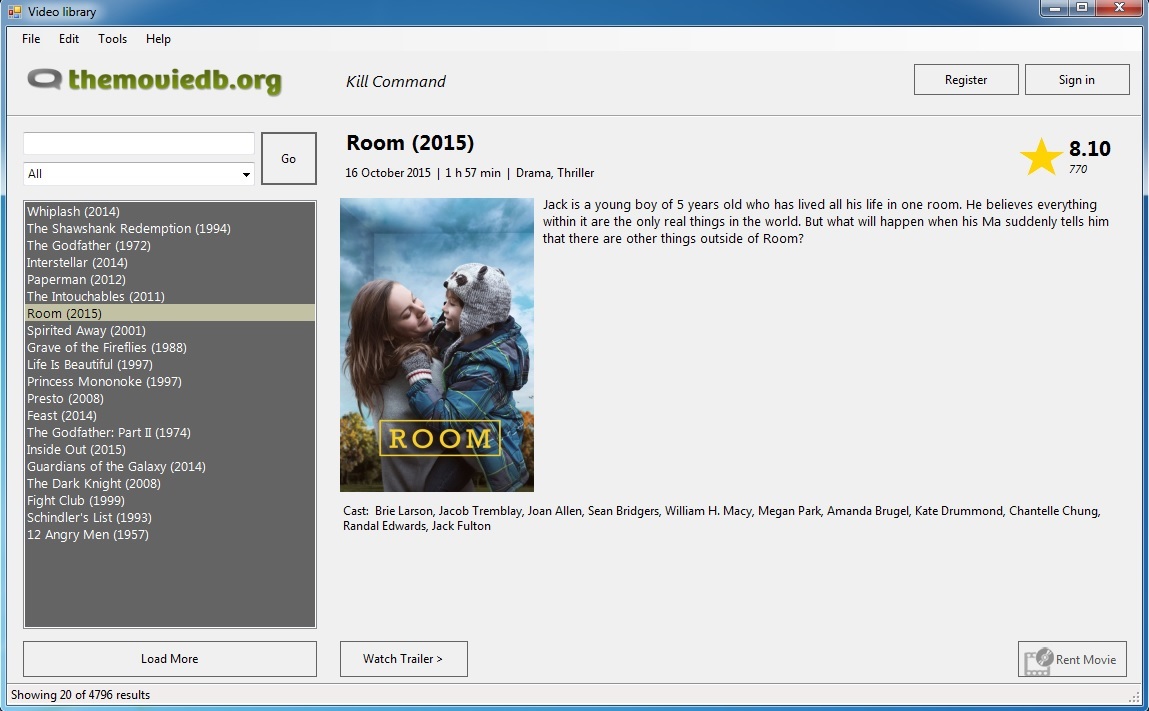 Video library
File Edit Tools Help
themoviedb.org
Kill Command
Register
Sign in
Go
All
Whiplash (2014)
The Shawshank Redemption (1994)
The Godfather (1972)
Interstellar (2014)
Paperman (2012)
The Intouchables (2011)
Room (2015)
Spirited Away (2001)
Grave of the Fireflies (1988)
Life Is Beautiful (1997)
Princess Mononoke (1997)
Presto (2008)
Feast (2014)
The Godfather: Part II (1974)
Inside Out (2015)
Guardians of the Galaxy (2014)
The Dark Knight (2008)
Fight Club (1999)
Schindler's List (1993)
12 Angry Men (1957)
Load More
Room (2015)
16 October 2015 | 1 h 57 min | Drama, Thriller
8.10
770
Jack is a young boy of 5 years old who has lived all his life in one room. He believes everything
within it are the only real things in the world. But what will happen when his Ma suddenly tells him
that there are other things outside of Room?
ROOM
Cast: Brie Larson, Jacob Tremblay, Joan Allen, Sean Bridgers, William H. Macy, Megan Park, Amanda Brugel, Kate Drummond, Chantelle Chung,
Randal Edwards, Jack Fulton
Watch Trailer >
Rent Movie
Showing 20 of 4796 results